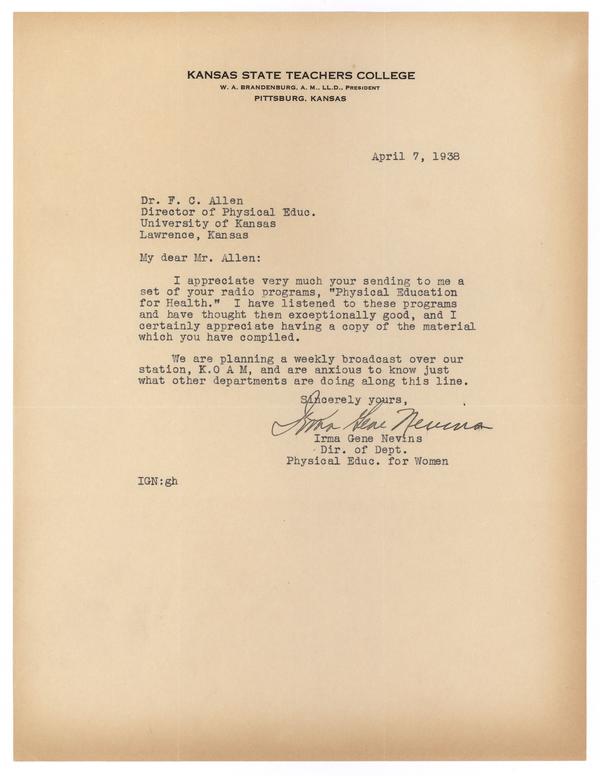 KANSAS STATE TEACHERS COLLEGE
W. A. BRANDENBURG, A. M., LL.D., PRESIDENT
PITTSBURG, KANSAS
April 7, 1938
Dr. F. C. Allen
Director of Physical Educ.
University of Kansas
Lawrence, Kansas
My dear Mr. Allen:
I appreciate very much your sending to me a
set of your radio programs, "Physical Education
for Health." I have listened to these programs
and have thought them exceptionally good, and I
certainly appreciate having a copy of the material
which you have compiled.
We are planning a weekly broadcast over our
station, K.O A M, and are anxious to know just
what other departments are doing along this line.
Sincerely yours,
Irma Gene Nevins
Irma Gene Nevins
Dir. of Dept.
Physical Educ. for Women
IGN:gh